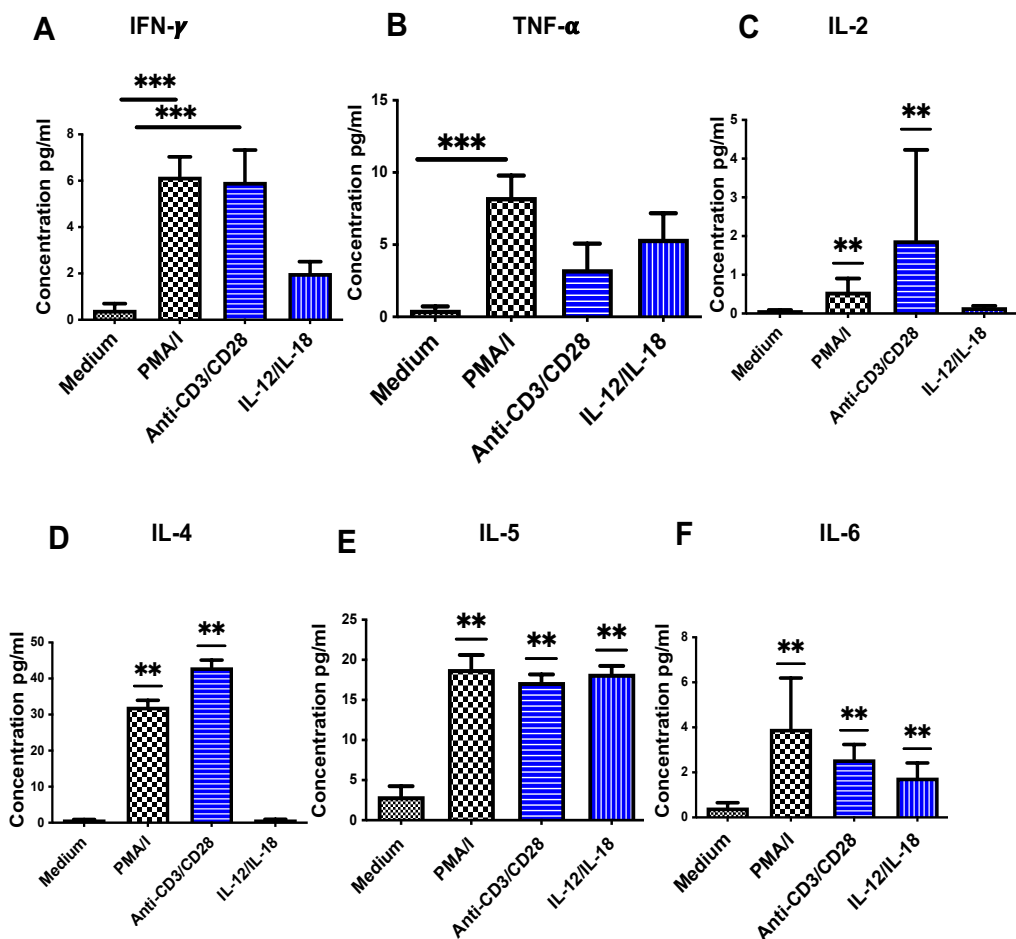 A IFN-γ
***
***
Concentration pg/ml
8
6
4
2
0
Medium
PMA/I
Anti-CD3/CD28
IL-12/IL-18
B TNF-α
***
Concentration pg/ml
15
10
5
0
Medium
PMA/I
Anti-CD3/CD28
IL-12/IL-18
C IL-2
**
**
Concentration pg/ml
5
4
3
2
1
0
Medium
PMA/I
Anti-CD3/CD28
IL-12/IL-18
D IL-4
**
**
Concentration pg/ml
50
40
30
20
10
0
Medium
PMA/I
Anti-CD3/CD28
IL-12/IL-18
E IL-5
**
**
**
Concentration pg/ml
25
20
15
10
5
0
Medium
PMA/I
Anti-CD3/CD28
IL-12/IL-18
F IL-6
**
**
**
Concentration pg/ml
8
6
4
2
0
Medium
PMA/I
Anti-CD3/CD28
IL-12/IL-18